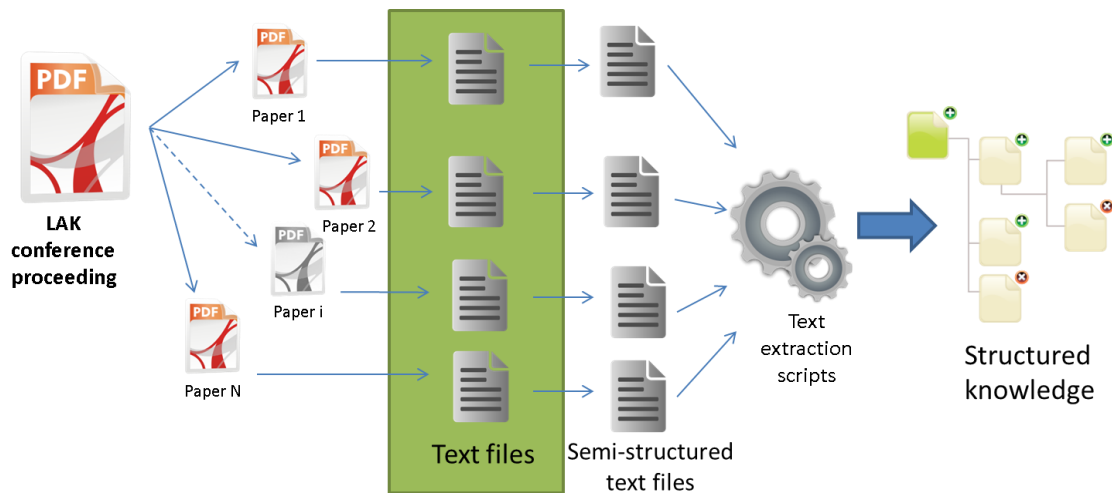 PDF
LAK
conference
proceeding
PDF
Paper 1
PDF
Paper 2
PDF
Paper i
PDF
Paper N
Text files
Semi-structured
text files
Text
extraction
scripts
Structured
knowledge